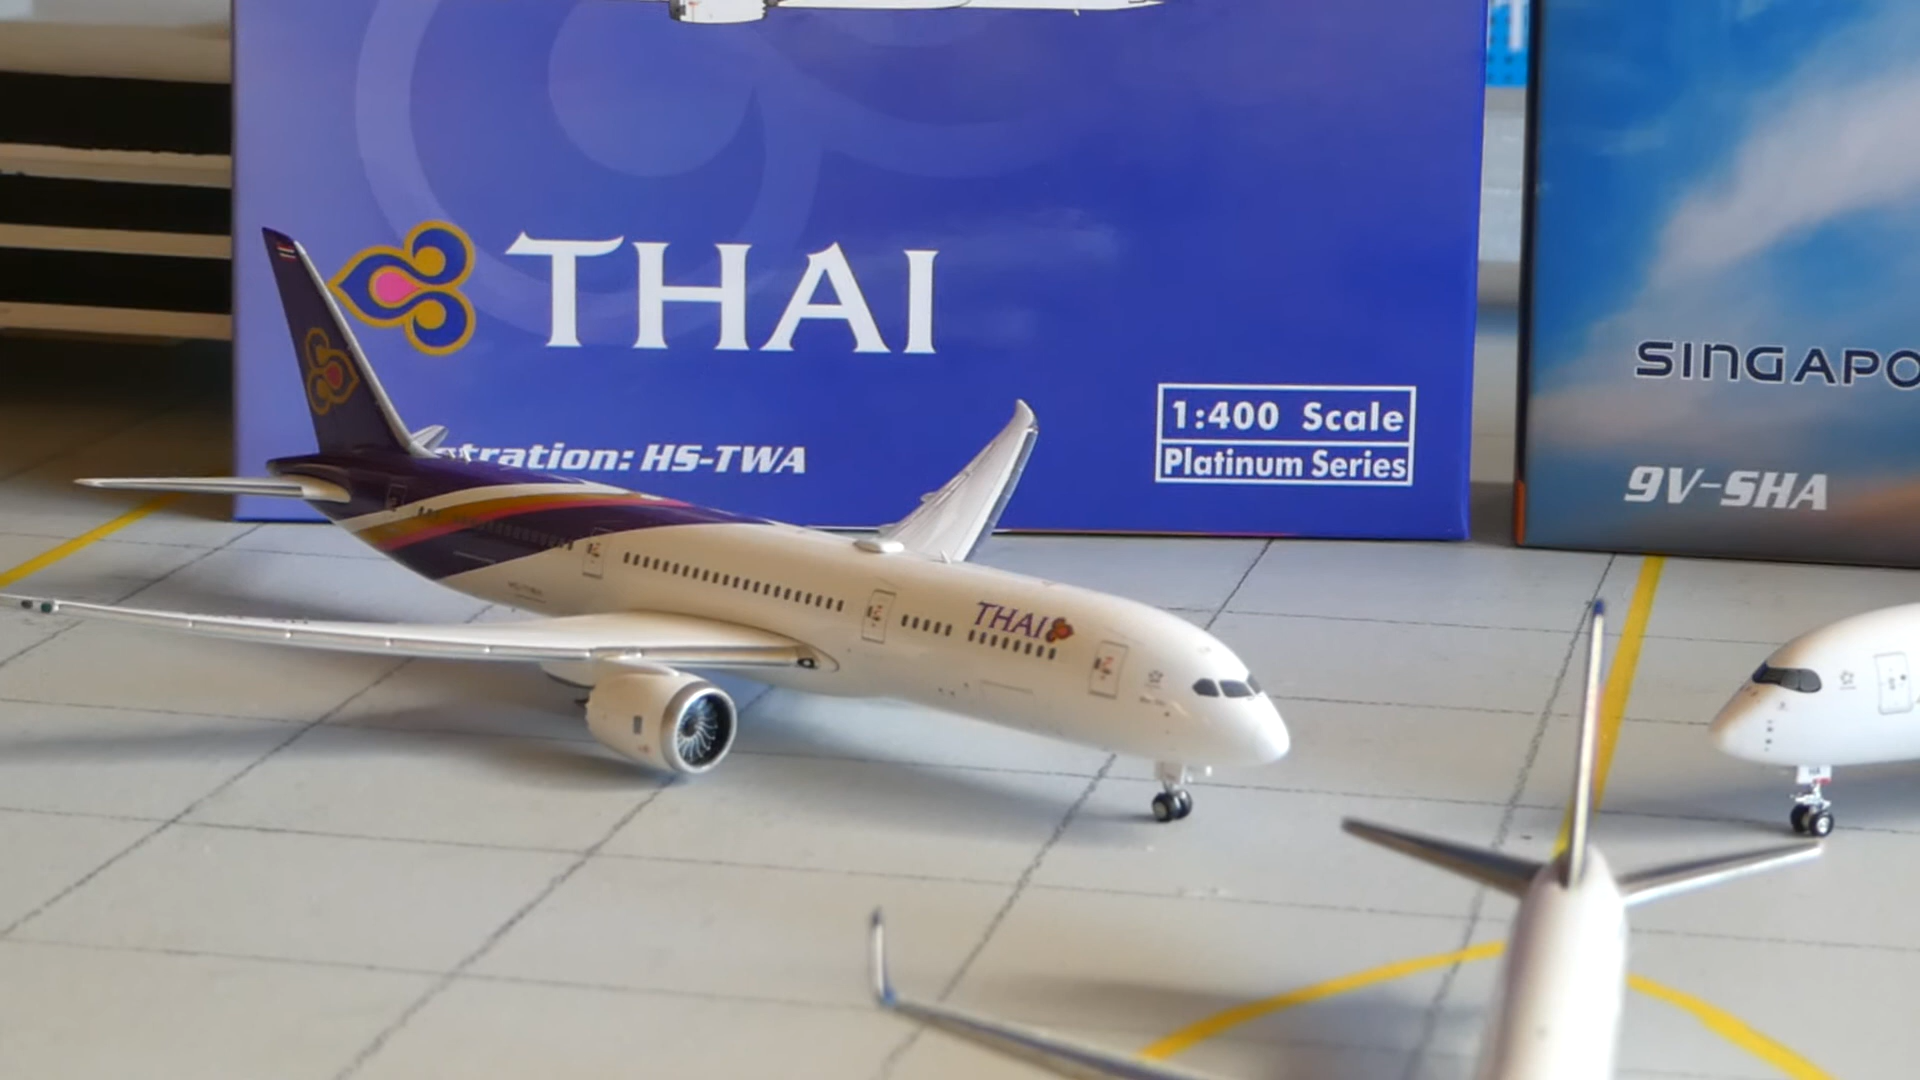 THAI
stration: HS-TWA
1:400 Scale
Platinum Series
SINGAPO
9V-SHA
THAI